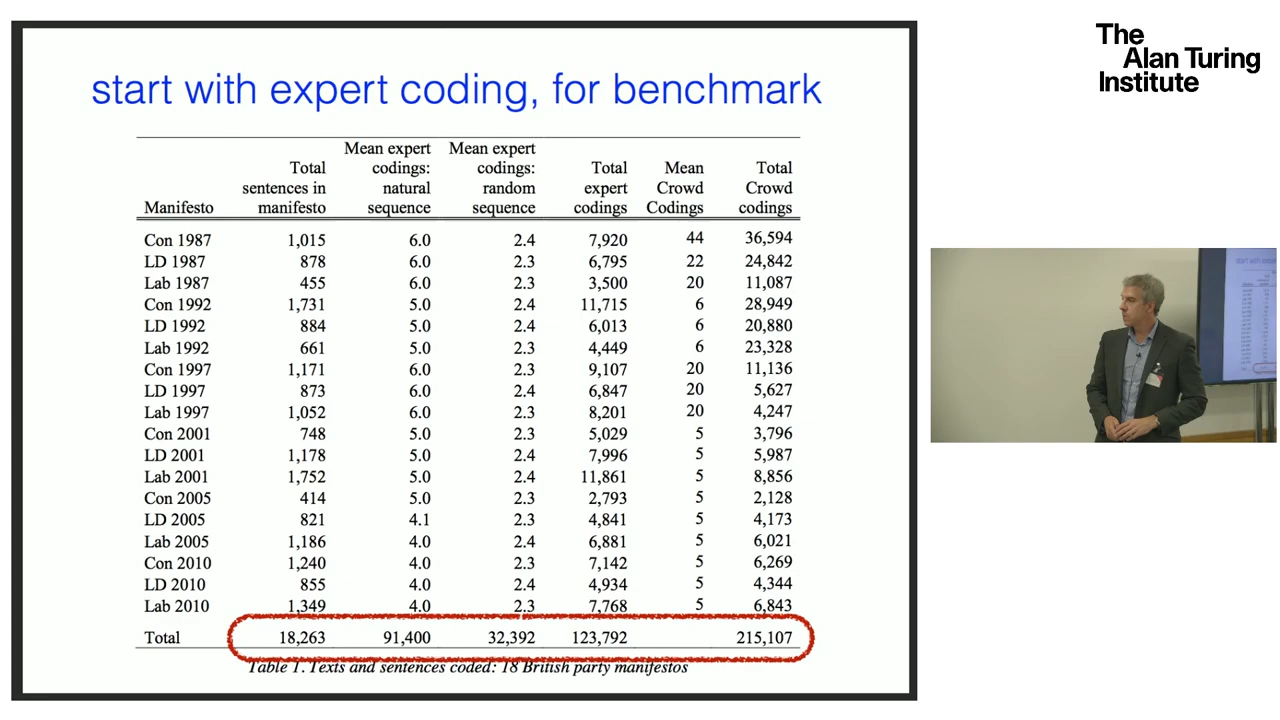 The
Alan Turing
Institute
start with expert coding, for benchmark
Manifesto Total sentences in manifesto Mean expert codings: natural sequence Mean expert codings: random sequence Total expert codings Mean Crowd Codings Total Crowd codings
Con 1987 1,015 6.0 2.4 7,920 44 36,594
LD 1987 878 6.0 2.3 6,795 22 24,842
Lab 1987 455 6.0 2.3 3,500 20 11,087
Con 1992 1,731 5.0 2.4 11,715 6 28,949
LD 1992 884 5.0 2.4 6,013 6 20,880
Lab 1992 661 5.0 2.3 4,449 6 23,328
Con 1997 1,171 6.0 2.3 9,107 20 11,136
LD 1997 873 6.0 2.4 6,847 20 5,627
Lab 1997 1,052 6.0 2.3 8,201 20 4,247
Con 2001 748 5.0 2.3 5,029 5 3,796
LD 2001 1,178 5.0 2.4 7,996 5 5,987
Lab 2001 1,752 5.0 2.4 11,861 5 8,856
Con 2005 414 5.0 2.3 2,793 5 2,128
LD 2005 821 4.1 2.3 4,841 5 4,173
Lab 2005 1,186 4.0 2.4 6,881 5 6,021
Con 2010 1,240 4.0 2.3 7,142 5 6,269
LD 2010 855 4.0 2.4 4,934 5 4,344
Lab 2010 1,349 4.0 2.3 7,768 5 6,843
Total 18,263 91,400 32,392 123,792 215,107
Table 1. Texts and sentences coded: 18 British party manifestos